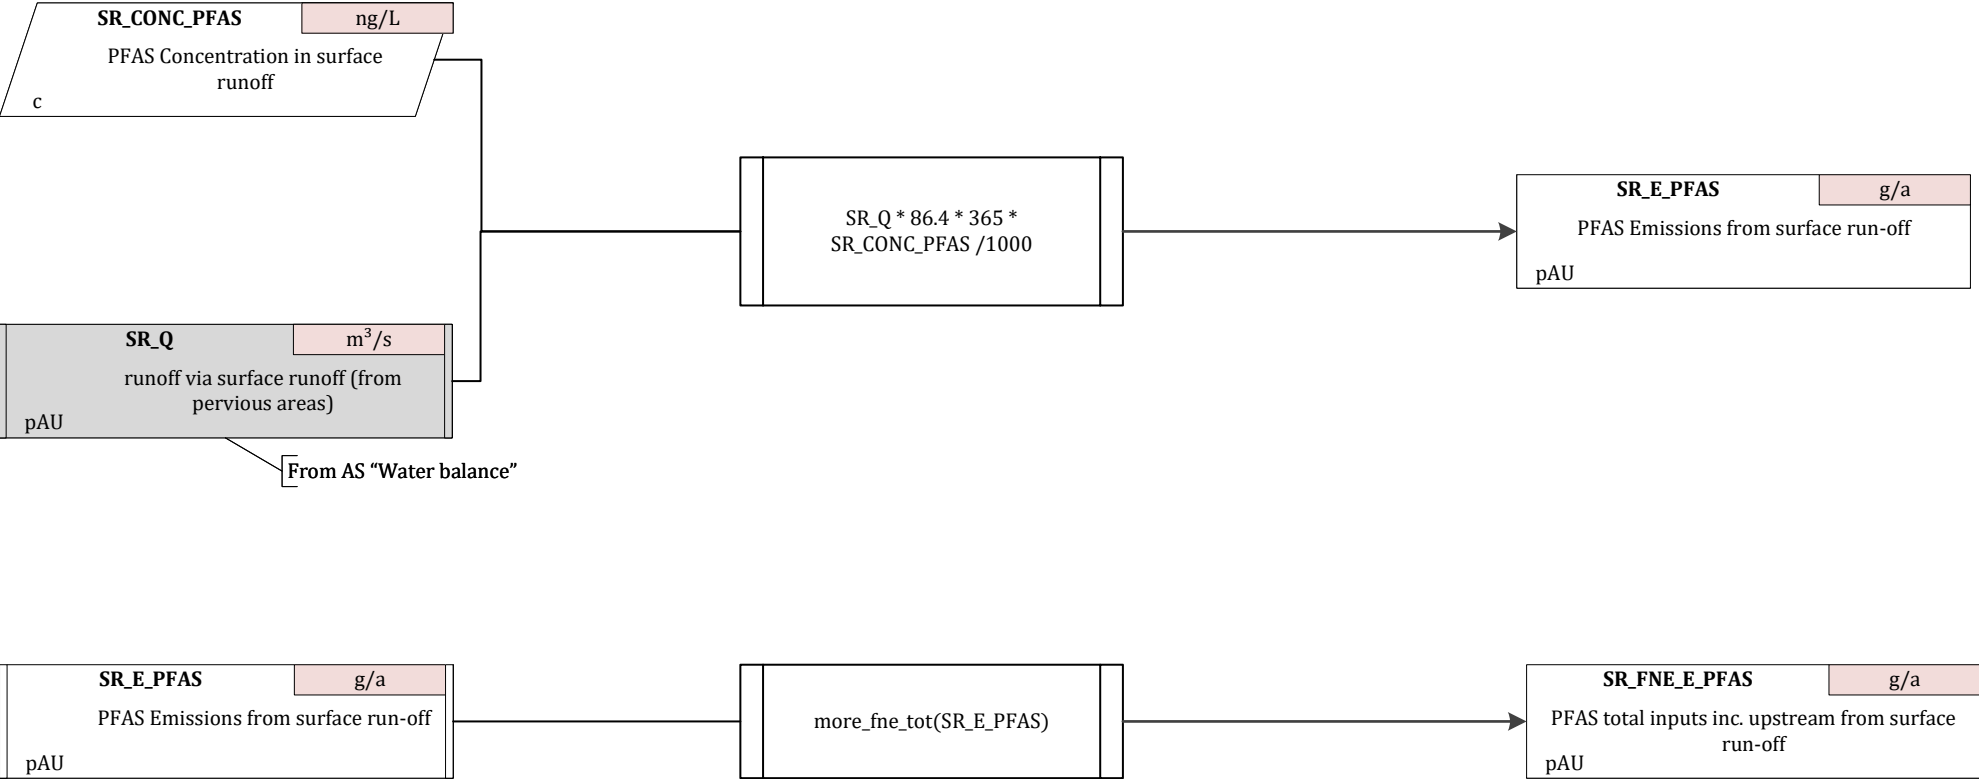 SR_CONC_PFAS
ng/L
PFAS Concentration in surface
runoff
c
SR_Q * 86.4 * 365 *
SR_CONC_PFAS /1000
SR_E_PFAS
g/a
PFAS Emissions from surface run-off
pAU
SR_Q
m³/s
runoff via surface runoff (from
pervious areas)
pAU
From AS “Water balance”
SR_E_PFAS
g/a
PFAS Emissions from surface run-off
pAU
more_fne_tot(SR_E_PFAS)
SR_FNE_E_PFAS
g/a
PFAS total inputs inc. upstream from surface
run-off
pAU